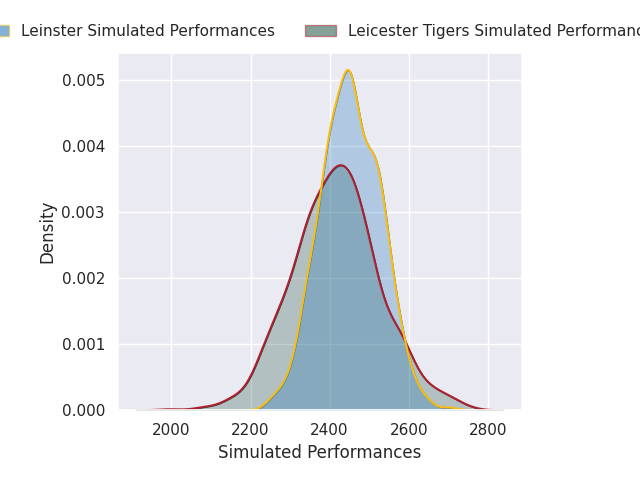 Leinster Simulated Performances
Leicester Tigers Simulated
0.005
0.004
0.003
0.002
0.001
0.000
Density
2000 2200 2400 2600 2800
Simulated Performances